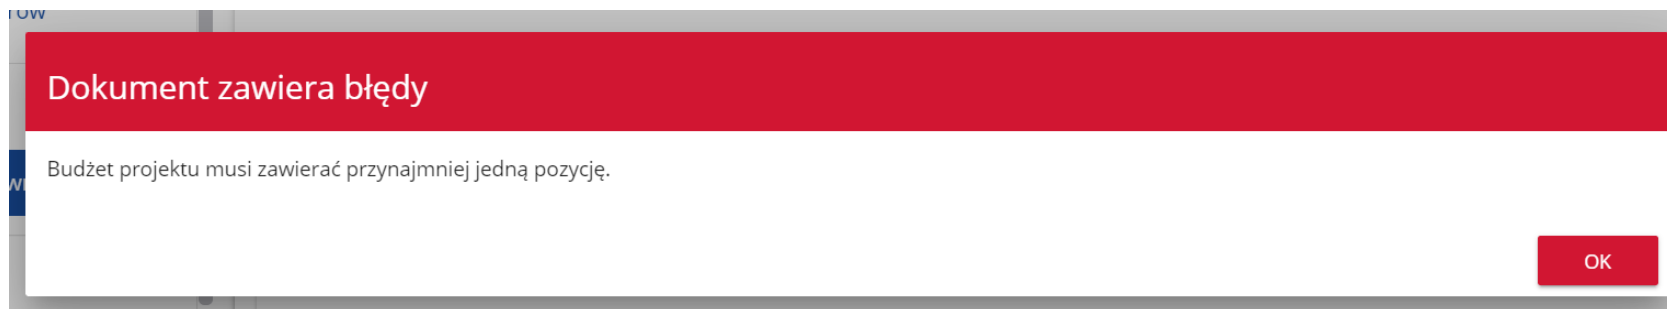 Dokument zawiera błędy
Budżet projektu musi zawierać przynajmniej jedną pozycję.
OK